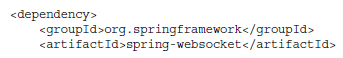 <dependency>
    <groupId>org.springframework</groupId>
    <artifactId>spring-websocket</artifactId>